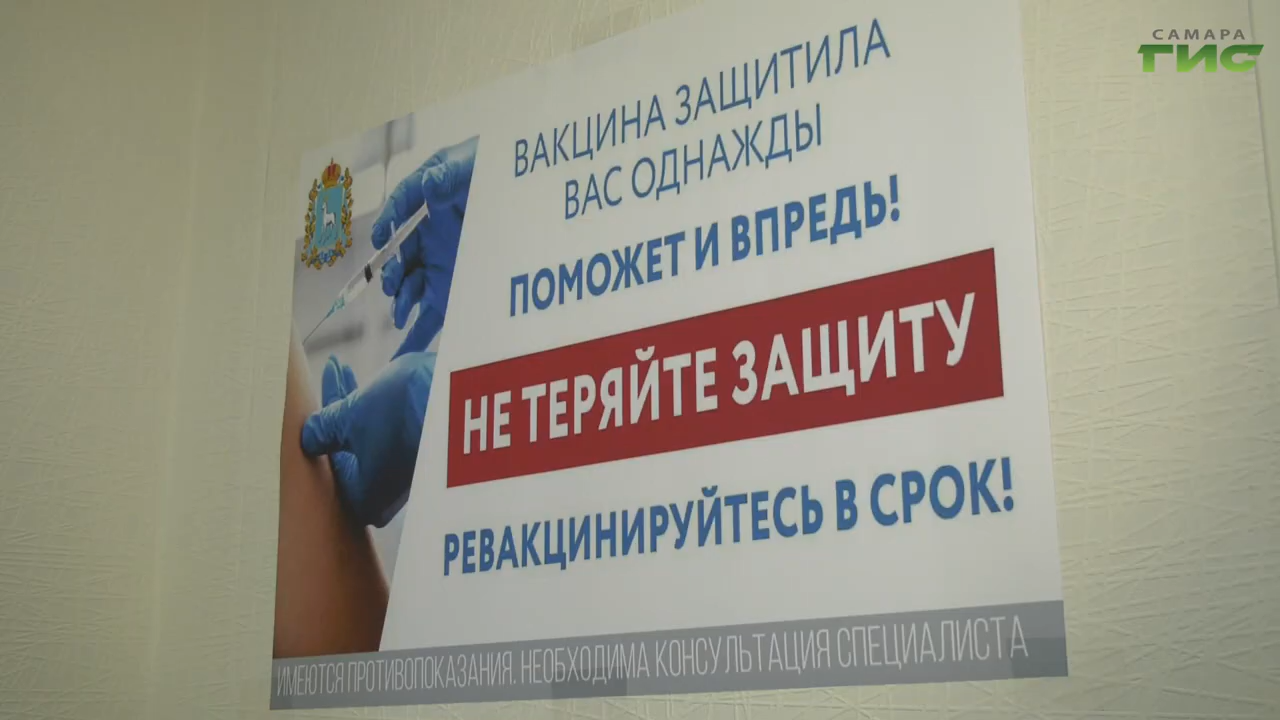 САМАРА
ГИС
ВАКЦИНА ЗАЩИТИЛА
ВАС ОДНАЖДЫ
ПОМОЖЕТ И ВПРЕДЬ!
НЕ ТЕРЯЙТЕ ЗАЩИТУ
РЕВАКЦИНИРУЙТЕСЬ В СРОК!
ИМЕЮТСЯ ПРОТИВОПОКАЗАНИЯ. НЕОБХОДИМА КОНСУЛЬТАЦИЯ СПЕЦИАЛИСТА